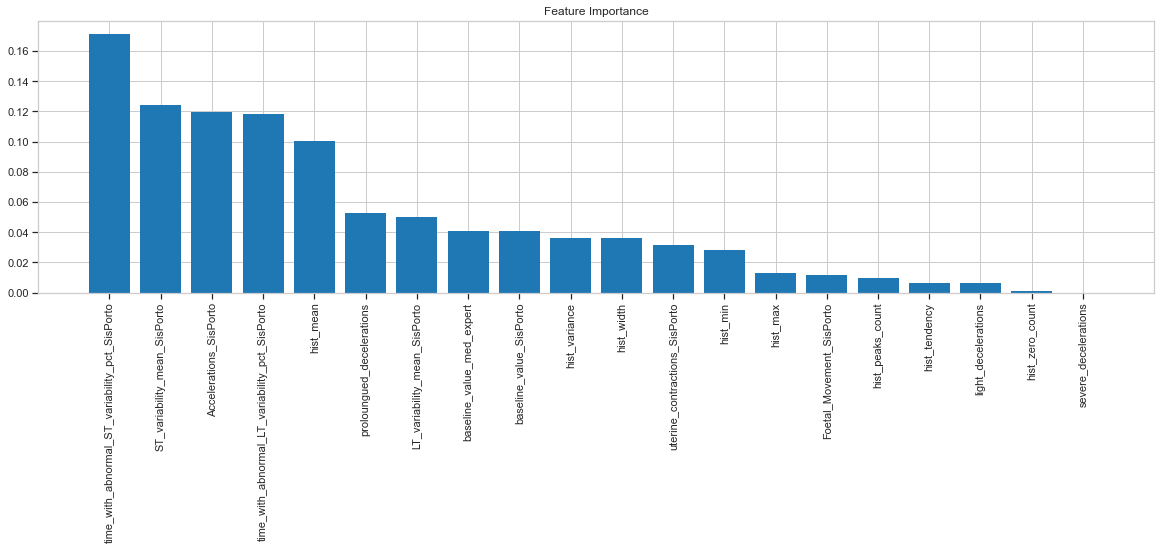 Feature Importance
0.16
0.14
0.12
0.10
0.08
0.06
0.04
0.02
0.00
time_with_abnormal_ST_variability_pct_SisPorto
ST_variability_mean_SisPorto
Accelerations_SisPorto
time_with_abnormal_LT_variability_pct_SisPorto
hist_mean
proloungued_decelerations
LT_variability_mean_SisPorto
baseline_value_med_expert
baseline_value_SisPorto
hist_variance
hist_width
uterine_contractions_SisPorto
hist_min
hist_max
Foetal_Movement_SisPorto
hist_peaks_count
hist_tendency
light_decelerations
hist_zero_count
severe_decelerations